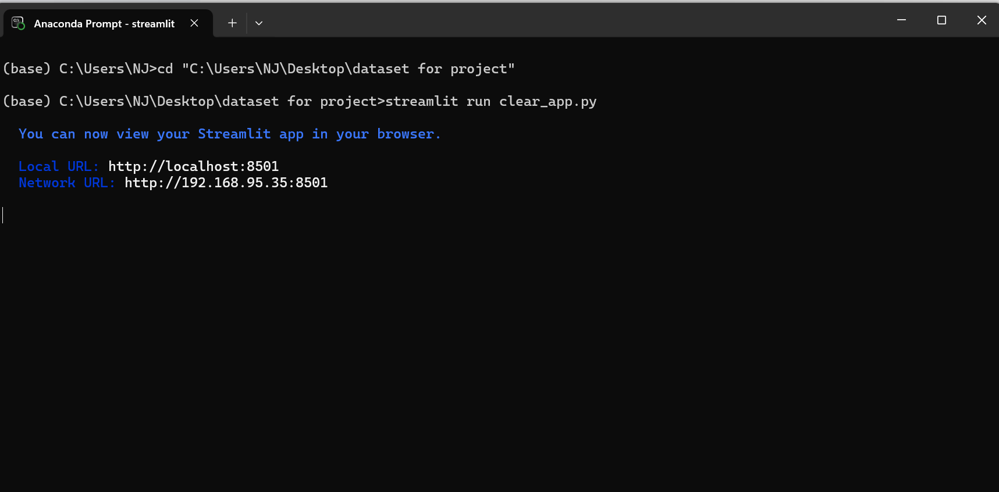 Anaconda Prompt - streamlit
(base) C:\Users\NJ>cd "C:\Users\NJ\Desktop\dataset for project"
(base) C:\Users\NJ\Desktop\dataset for project>streamlit run clear_app.py
You can now view your Streamlit app in your browser.
Local URL: http://localhost:8501
Network URL: http://192.168.95.35:8501